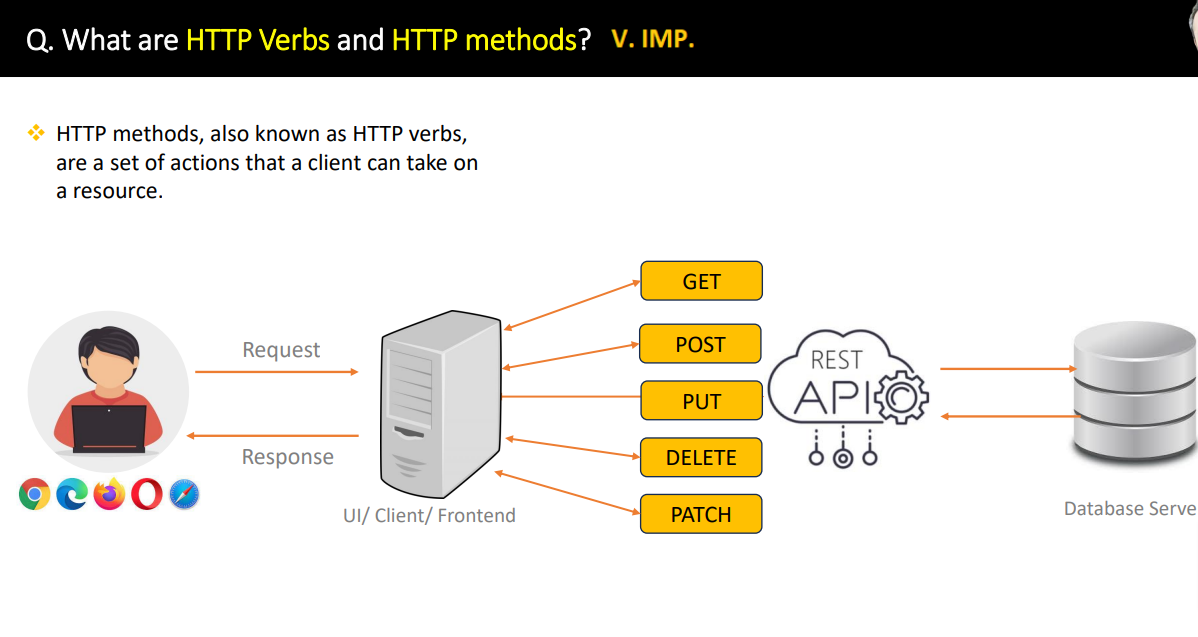 Q. What are HTTP Verbs and HTTP methods? V. IMP.
HTTP methods, also known as HTTP verbs,
are a set of actions that a client can take on
a resource.
GET
POST
PUT
DELETE
PATCH
Request
Response
UI/ Client/ Frontend
REST
API
Database Serve